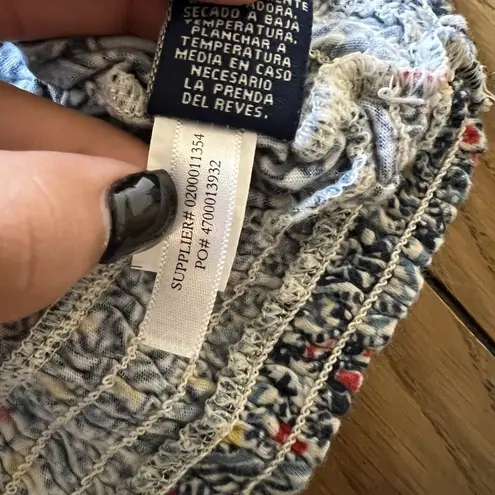 SECADO A BAJA
TEMPERATURA.
PLANCHAR A
TEMPERATURA
MEDIA EN CASO
NECESARIO
LA PRENDA
DEL REVES.
SUPPLIER# 0200011354
PO# 4700013932